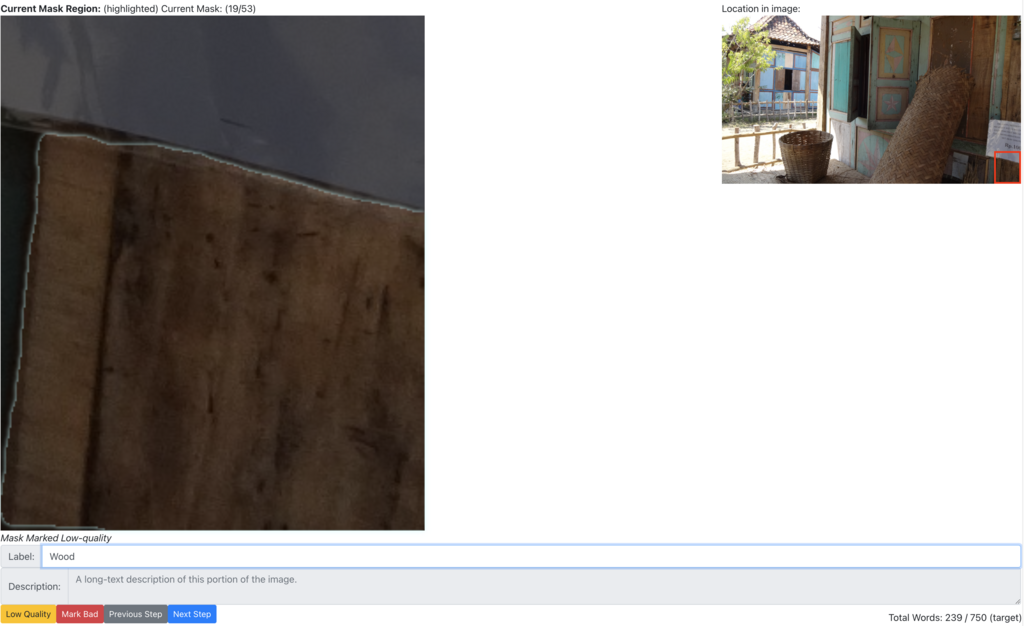 Current Mask Region: (highlighted) Current Mask: (19/53)
Location in image:
Mask Marked Low-quality
Label: Wood
Description: A long-text description of this portion of the image.
Low Quality Mark Bad Previous Step Next Step
Total Words: 239 / 750 (target)